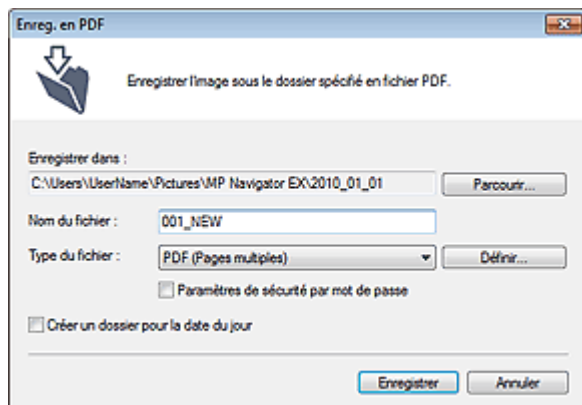 Enreg. en PDF
Enregistrer l'image sous le dossier spécifié en fichier PDF.
Enregistrer dans :
C:\Users\UserName\Pictures\MP Navigator EX\2010_01_01 Parcourir...
Nom du fichier : 001_NEW
Type du fichier : PDF (Pages multiples) Définir...
Paramètres de sécurité par mot de passe
Créer un dossier pour la date du jour
Enregistrer Annuler